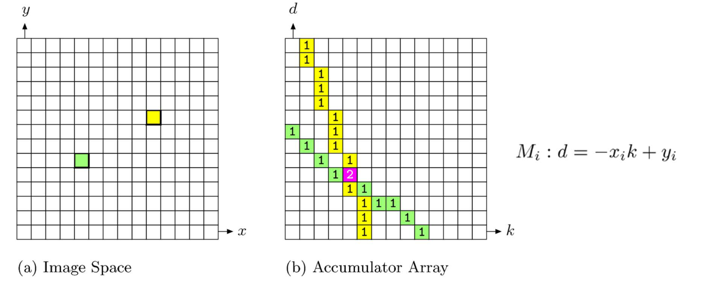 y
d
1
1
1
1
1
1
1 1
1 1
1 1
1 2
1 1
1 1 1
1 1
1 1
x
k
M_i : d = −x_i k + y_i
(a) Image Space
(b) Accumulator Array